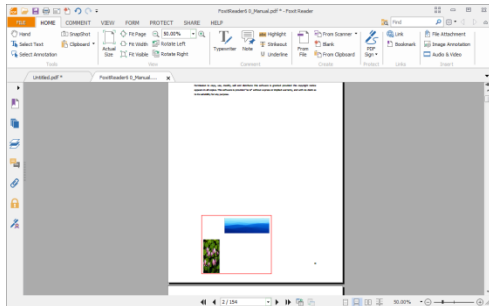 FoxitReader6 0_Manual.pdf * - Foxit Reader
FILE HOME COMMENT VIEW FORM PROTECT SHARE HELP
Find
Hand
SnapShot
Select Text
Clipboard
Select Annotation
Tools
Actual Size
Fit Page
Fit Width
Fit Visible
50.00%
Rotate Left
Rotate Right
View
Typewriter
Note
Highlight
Strikeout
Underline
Comment
From File
From Scanner
Blank
From Clipboard
Create
PDF Sign
Protect
Link
Bookmark
Links
File Attachment
Image Annotation
Audio & Video
Insert
Untitled.pdf *
FoxitReader6 0_Manual....
2 / 154
50.00%